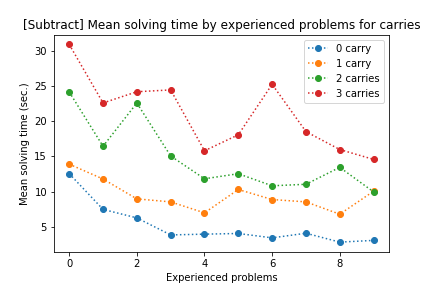 [Subtract] Mean solving time by experienced problems for carries
Mean solving time (sec.)
30
25
20
15
10
5
0 carry
1 carry
2 carries
3 carries
0 2 4 6 8
Experienced problems